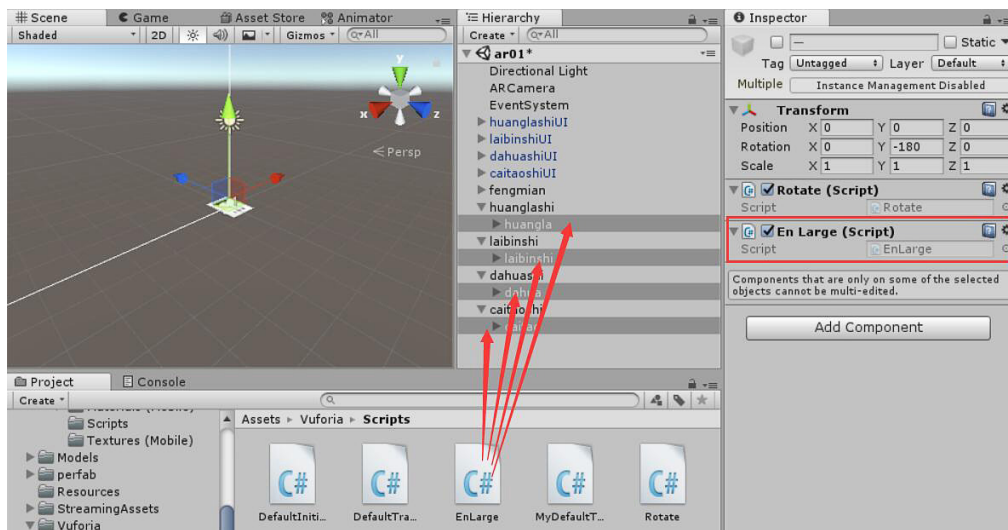 Scene
Game
Asset Store
Animator
Shaded
2D
Gizmos
All
y
x
z
Persp
Hierarchy
Create
All
ar01*
Directional Light
ARCamera
EventSystem
huanglashiUI
laibinshiUI
dahuashiUI
caitaoshiUI
fengmian
huanglashi
huangla
laibinshi
laibinshi
dahuashi
dahua
caitaoshi
Inspector
—
Static
Tag Untagged Layer Default
Multiple Instance Management Disabled
Transform
Position X 0 Y 0 Z 0
Rotation X 0 Y -180 Z 0
Scale X 1 Y 1 Z 1
Rotate (Script)
Script Rotate
En Large (Script)
Script EnLarge
Components that are only on some of the selected
objects cannot be multi-edited.
Add Component
Project
Console
Create
Materials (Mobile)
Scripts
Textures (Mobile)
Models
perfab
Resources
StreamingAssets
Vuforia
Assets Vuforia Scripts
C# C# C# C# C#
DefaultIniti... DefaultTra... EnLarge MyDefaultT... Rotate